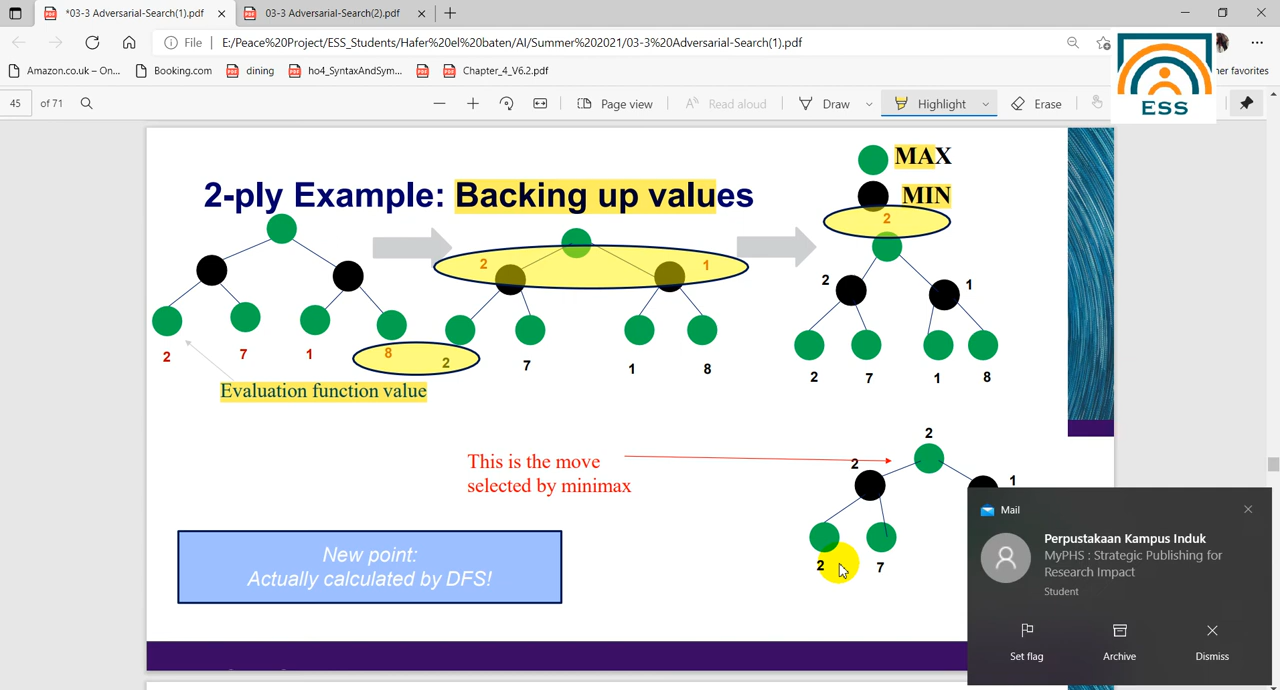 *03-3 Adversarial-Search(1).pdf
03-3 Adversarial-Search(2).pdf
File
E:/Peace%20Project/ESS_Students/Hafer%20el%20baten/AI/Summer%202021/03-3%20Adversarial-Search(1).pdf
Amazon.co.uk – On...
Booking.com
dining
ho4_SyntaxAndSym...
Chapter_4_V6.2.pdf
her favorites
ESS
45
of 71
Page view
Read aloud
Draw
Highlight
Erase
2-ply Example: Backing up values
MAX
MIN
2
2
1
2
1
2
7
1
8
2
7
1
8
2
7
1
8
Evaluation function value
This is the move
selected by minimax
2
2
1
2
7
New point:
Actually calculated by DFS!
Mail
Perpustakaan Kampus Induk
MyPHS : Strategic Publishing for
Research Impact
Student
Set flag
Archive
Dismiss